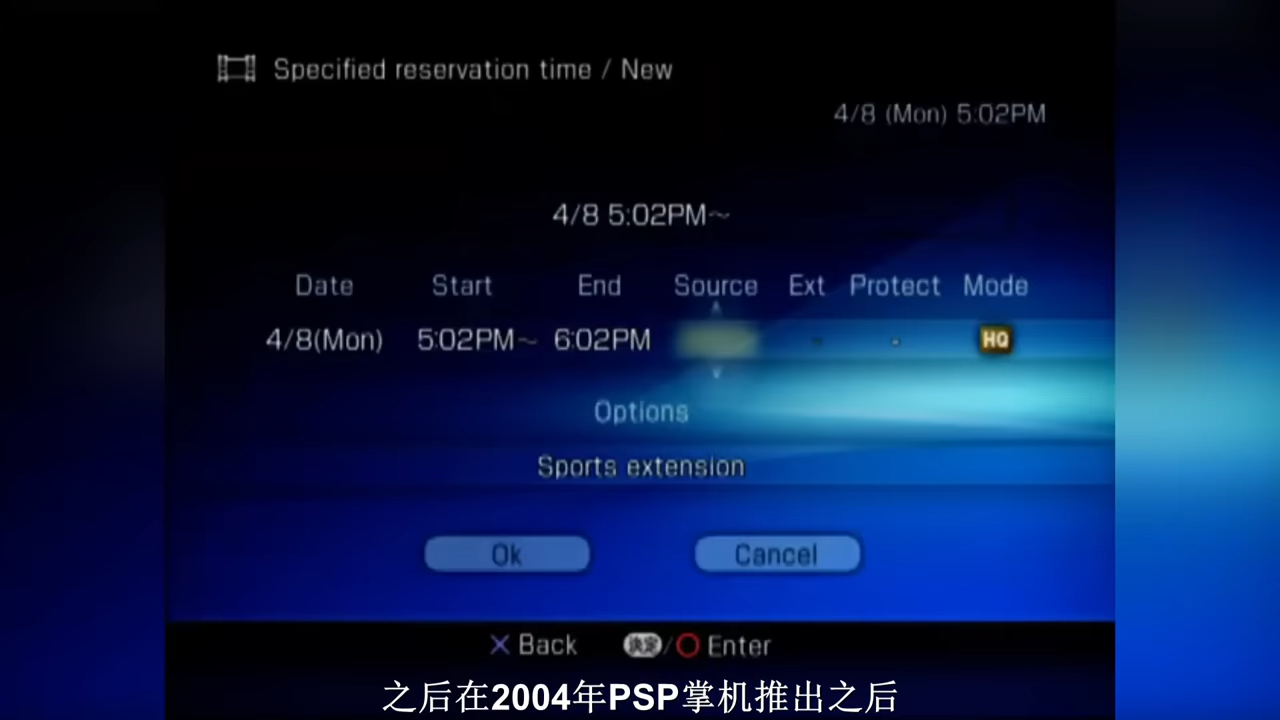 Specified reservation time / New
4/8 (Mon) 5:02PM
4/8 5:02PM~
Date Start End Source Ext Protect Mode
4/8(Mon) 5:02PM~ 6:02PM HQ
Options
Sports extension
Ok Cancel
Back 決定/ Enter
之后在2004年PSP掌机推出之后